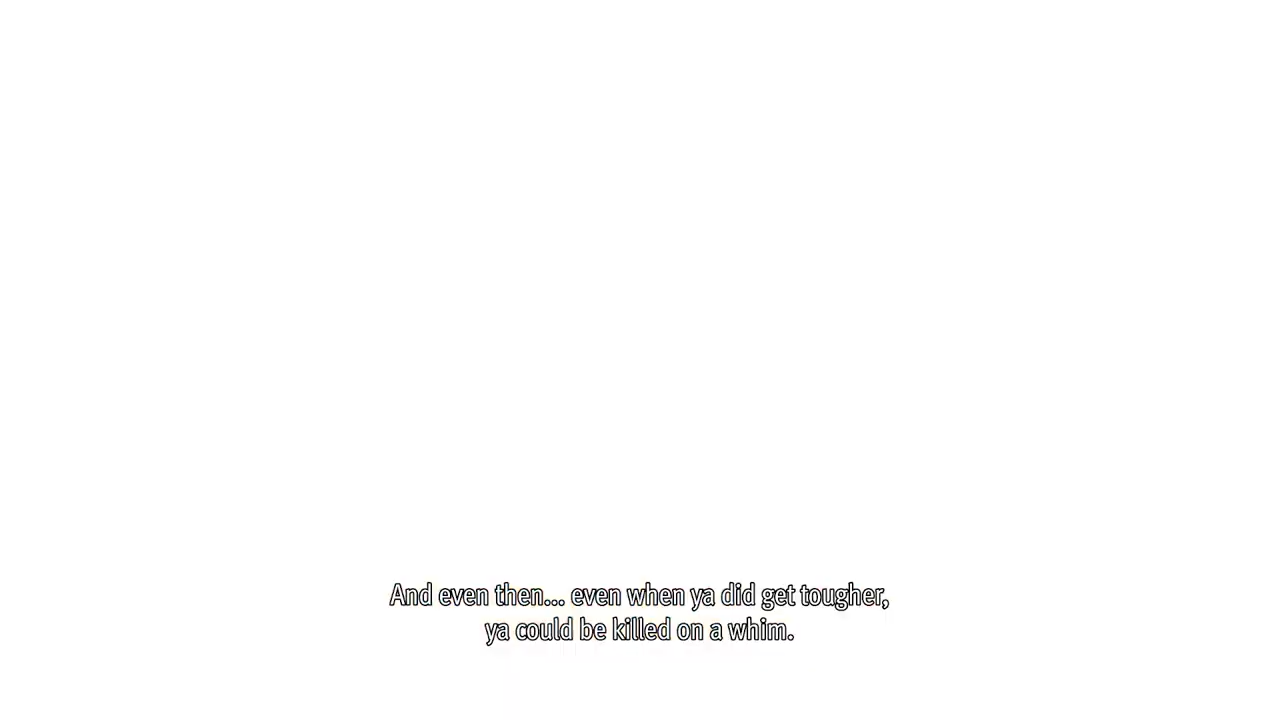 And even then... even when ya did get tougher,
ya could be killed on a whim.